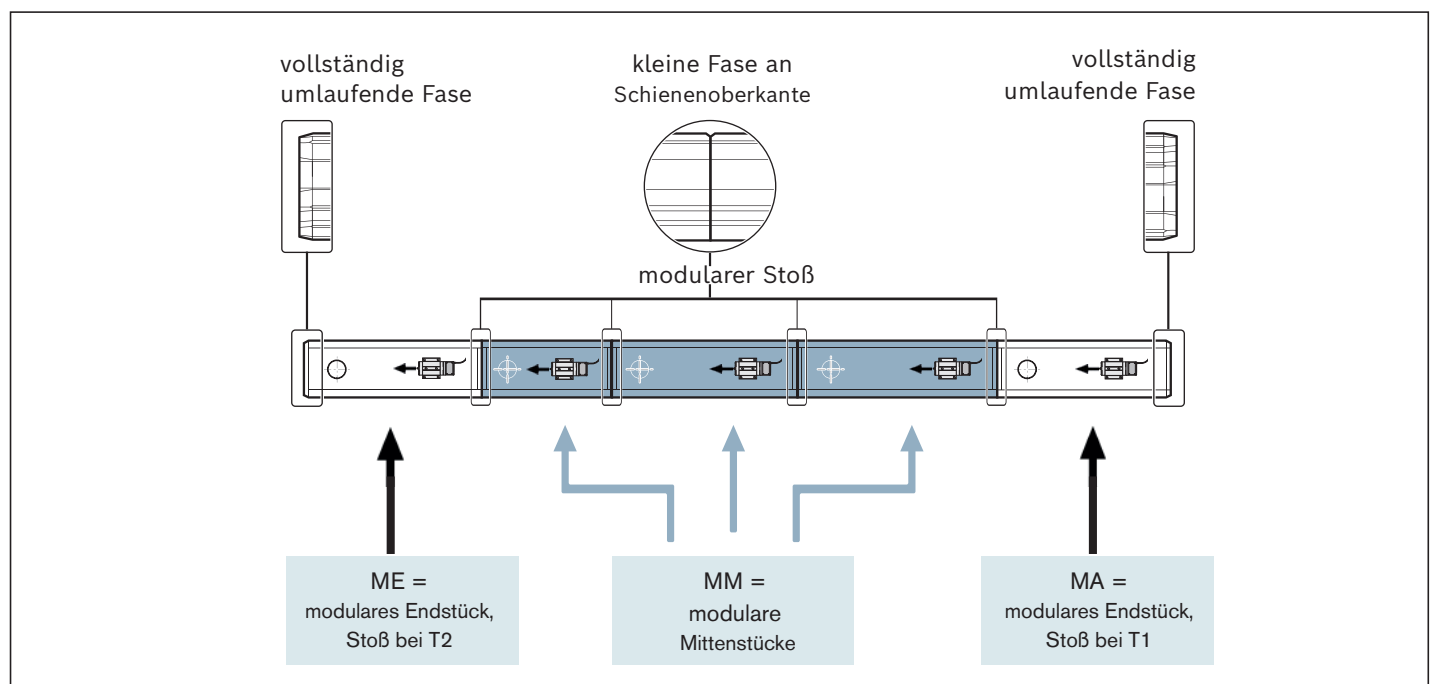 vollständig
umlaufende Fase
kleine Fase an
Schienenoberkante
vollständig
umlaufende Fase
modularer Stoß
ME =
modulares Endstück,
Stoß bei T2
MM =
modulare
Mittenstücke
MA =
modulares Endstück,
Stoß bei T1